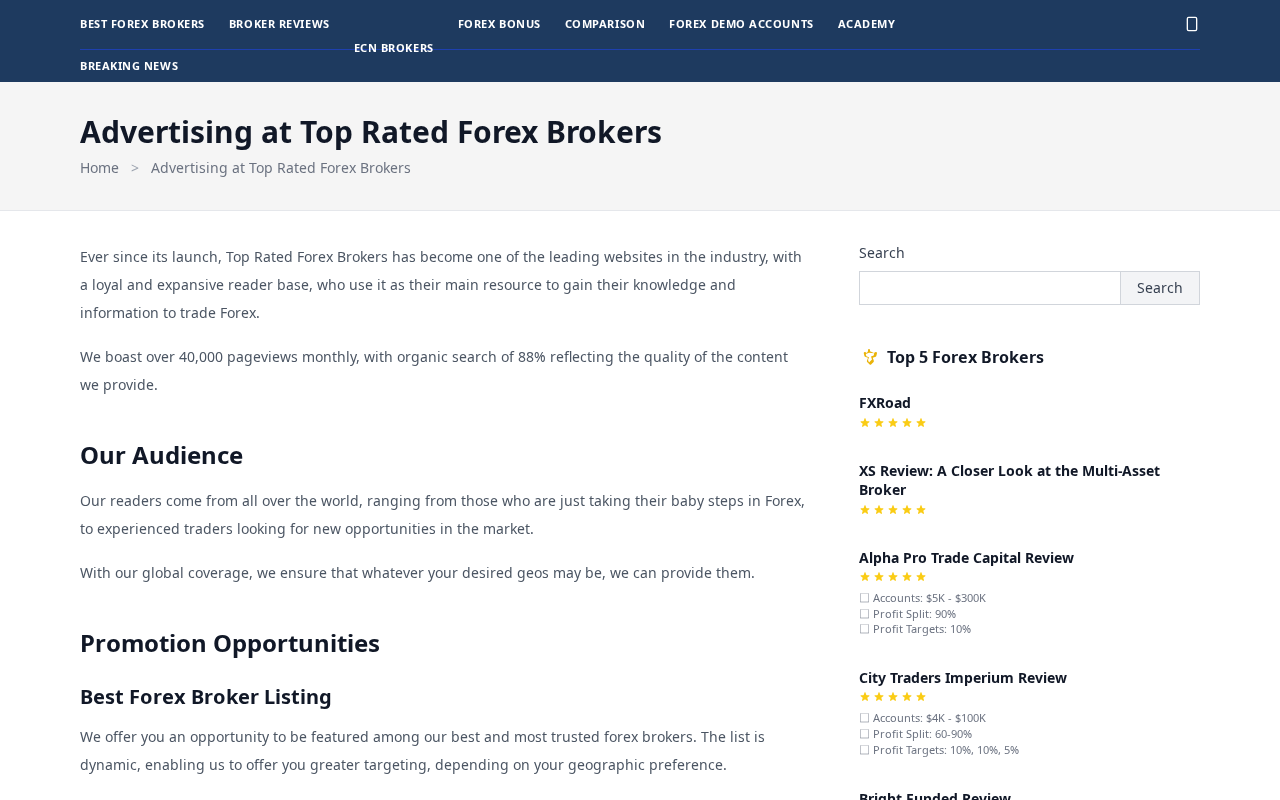 BEST FOREX BROKERS
BROKER REVIEWS
ECN BROKERS
FOREX BONUS
COMPARISON
FOREX DEMO ACCOUNTS
ACADEMY
BREAKING NEWS
Advertising at Top Rated Forex Brokers
Home > Advertising at Top Rated Forex Brokers
Ever since its launch, Top Rated Forex Brokers has become one of the leading websites in the industry, with
a loyal and expansive reader base, who use it as their main resource to gain their knowledge and
information to trade Forex.
We boast over 40,000 pageviews monthly, with organic search of 88% reflecting the quality of the content
we provide.
Our Audience
Our readers come from all over the world, ranging from those who are just taking their baby steps in Forex,
to experienced traders looking for new opportunities in the market.
With our global coverage, we ensure that whatever your desired geos may be, we can provide them.
Promotion Opportunities
Best Forex Broker Listing
We offer you an opportunity to be featured among our best and most trusted forex brokers. The list is
dynamic, enabling us to offer you greater targeting, depending on your geographic preference.
Search
Search
Top 5 Forex Brokers
FXRoad
XS Review: A Closer Look at the Multi-Asset
Broker
Alpha Pro Trade Capital Review
Accounts: $5K - $300K
Profit Split: 90%
Profit Targets: 10%
City Traders Imperium Review
Accounts: $4K - $100K
Profit Split: 60-90%
Profit Targets: 10%, 10%, 5%
Bright Funded Review